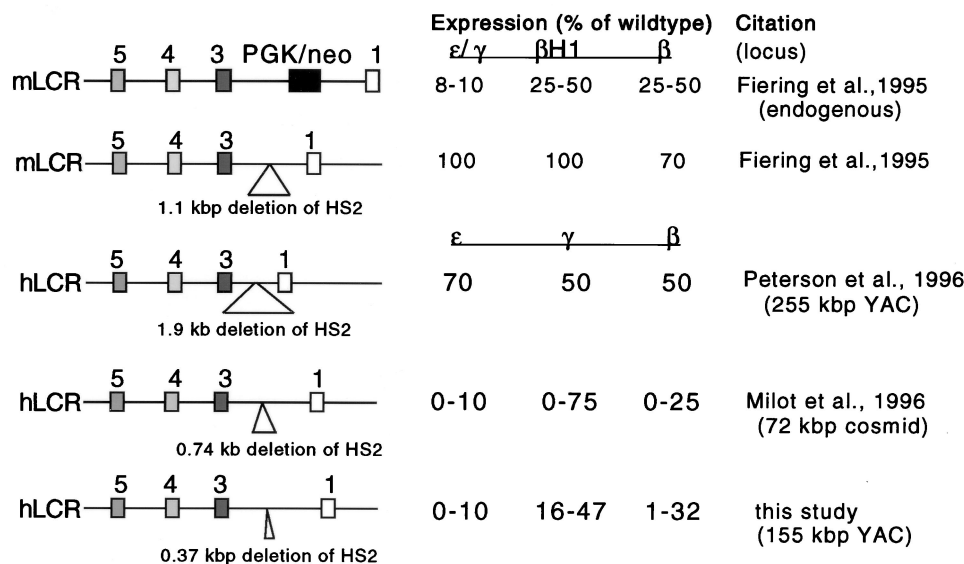 Expression (% of wildtype) Citation
5 4 3 PGK/neo 1 ε/γ βH1 β (locus)
mLCR 8-10 25-50 25-50 Fiering et al.,1995
(endogenous)
5 4 3 1
mLCR 100 100 70 Fiering et al.,1995
1.1 kbp deletion of HS2
ε γ β
5 4 3 1
hLCR 70 50 50 Peterson et al., 1996
(255 kbp YAC)
1.9 kb deletion of HS2
5 4 3 1
hLCR 0-10 0-75 0-25 Milot et al., 1996
(72 kbp cosmid)
0.74 kb deletion of HS2
5 4 3 1
hLCR 0-10 16-47 1-32 this study
(155 kbp YAC)
0.37 kbp deletion of HS2